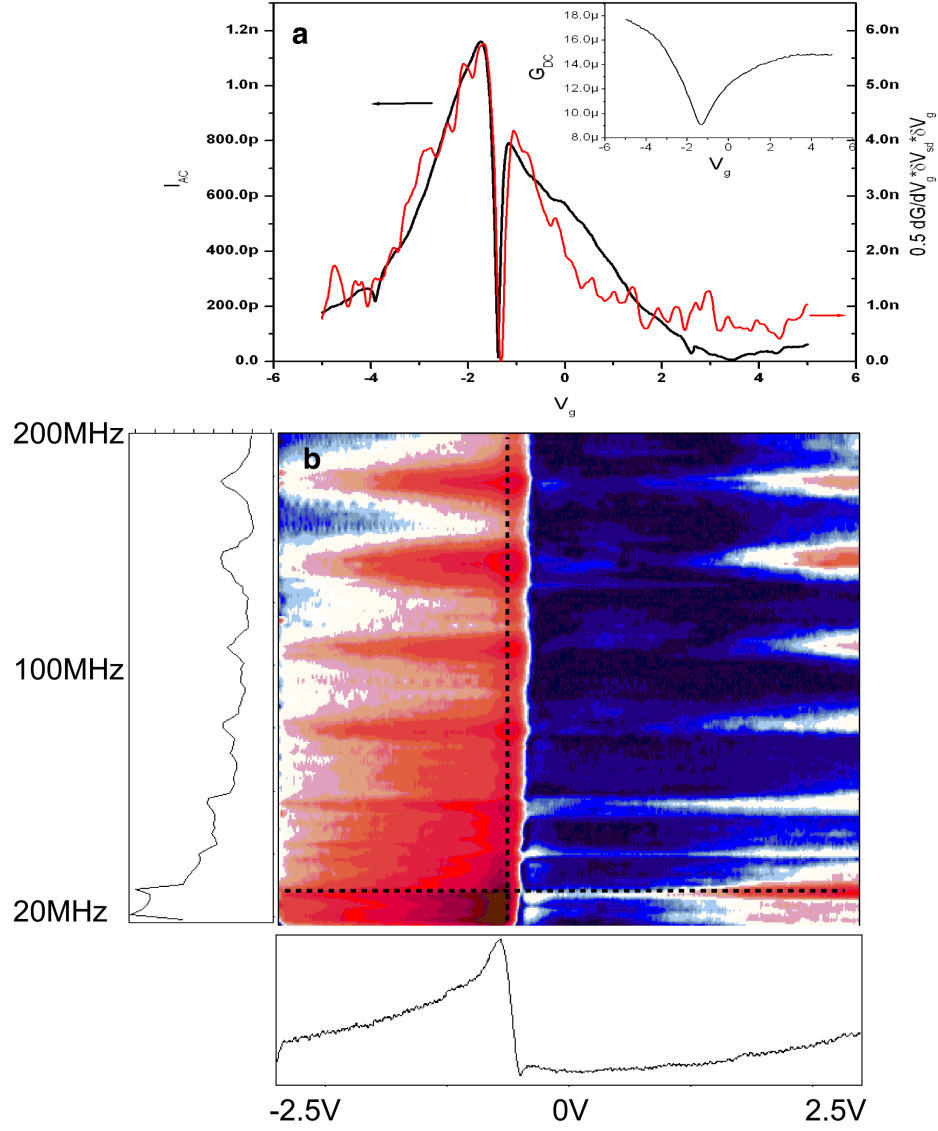 a
1.2n
1.0n
800.0p
600.0p
400.0p
200.0p
0.0
I_AC
-6 -4 -2 0 2 4 6
V_g
6.0n
5.0n
4.0n
3.0n
2.0n
1.0n
0.0
0.5 dG/dV_g*δV_sd*δV_g
18.0μ
16.0μ
14.0μ
12.0μ
10.0μ
8.0μ
G_DC
-6 -4 -2 0 2 4 6
V_g
b
200MHz
100MHz
20MHz
-2.5V 0V 2.5V